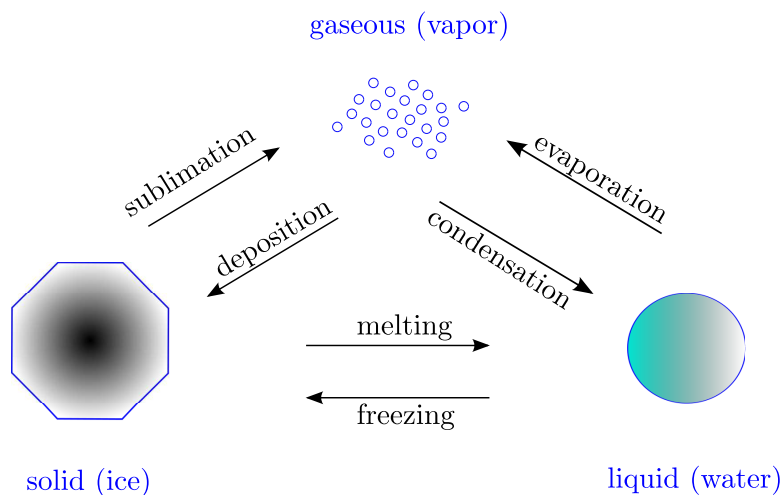 gaseous (vapor)
sublimation
evaporation
deposition
condensation
melting
freezing
solid (ice)
liquid (water)